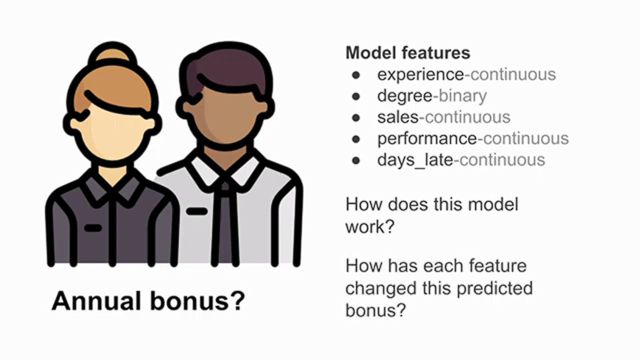 Model features
● experience-continuous
● degree-binary
● sales-continuous
● performance-continuous
● days_late-continuous
How does this model
work?
How has each feature
changed this predicted
bonus?
Annual bonus?